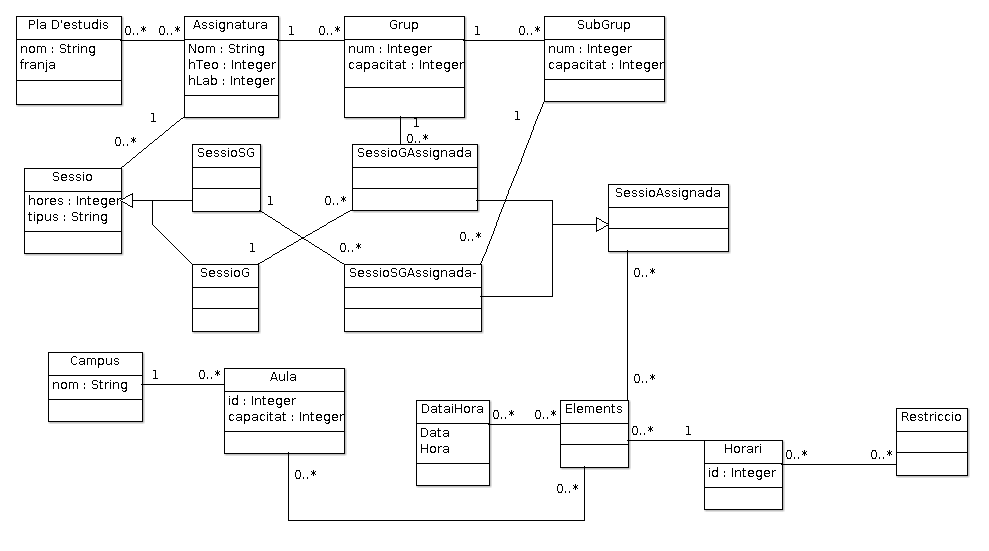 Pla D'estudis
nom : String
franja
0..*
0..*
Assignatura
Nom : String
hTeo : Integer
hLab : Integer
1
0..*
Grup
num : Integer
capacitat : Integer
1
0..*
SubGrup
num : Integer
capacitat : Integer
1
0..*
1
0..*
1
0..*
Sessio
hores : Integer
tipus : String
SessioSG
1
0..*
SessioGAssignada
0..*
1
SessioG
SessioSGAssignada-
SessioAssignada
0..*
0..*
Campus
nom : String
1
0..*
Aula
id : Integer
capacitat : Integer
0..*
0..*
DataiHora
Data
Hora
0..*
0..*
Elements
0..*
1
Horari
id : Integer
0..*
0..*
Restriccio